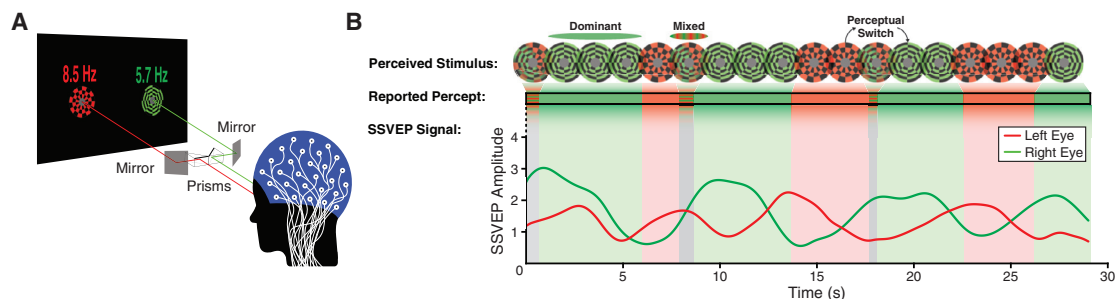 A
8.5 Hz
5.7 Hz
Mirror
Mirror
Prisms
B
Dominant
Mixed
Perceptual
Switch
Perceived Stimulus:
Reported Percept:
SSVEP Signal:
Left Eye
Right Eye
SSVEP Amplitude
4
3
2
1
0
5
10
15
20
25
30
Time (s)